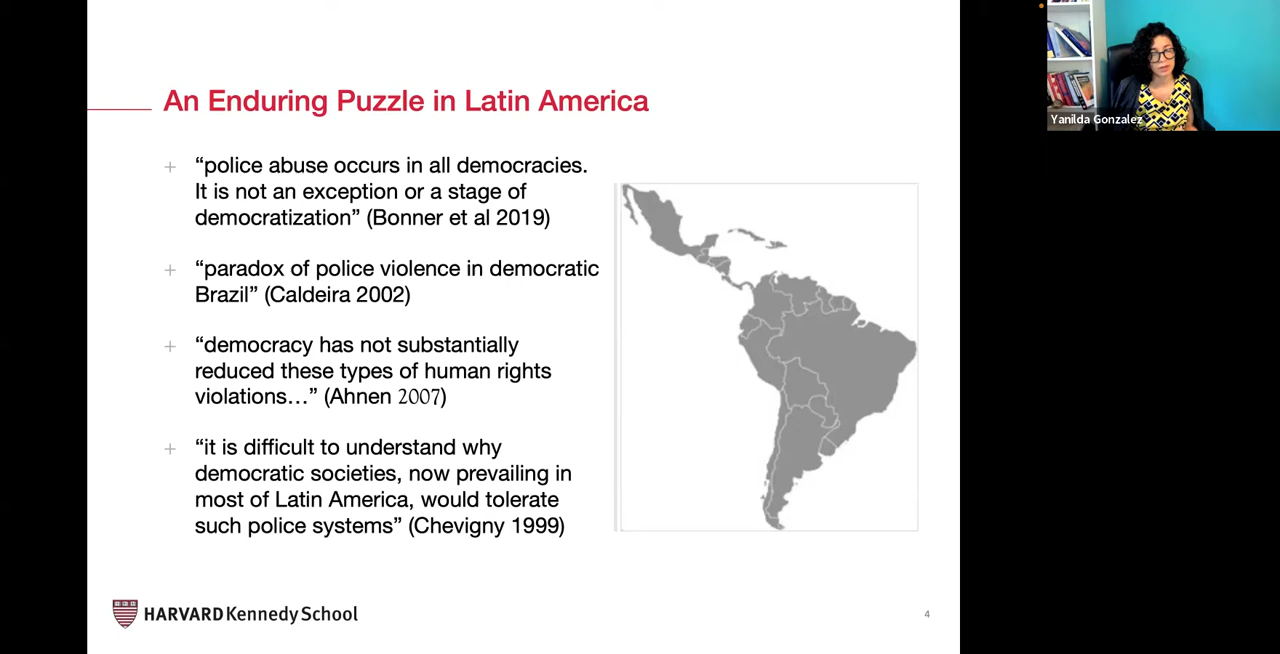 An Enduring Puzzle in Latin America
+ “police abuse occurs in all democracies.
It is not an exception or a stage of
democratization” (Bonner et al 2019)
+ “paradox of police violence in democratic
Brazil” (Caldeira 2002)
+ “democracy has not substantially
reduced these types of human rights
violations…” (Ahnen 2007)
+ “it is difficult to understand why
democratic societies, now prevailing in
most of Latin America, would tolerate
such police systems” (Chevigny 1999)
HARVARD Kennedy School
4
Yanilda Gonzalez